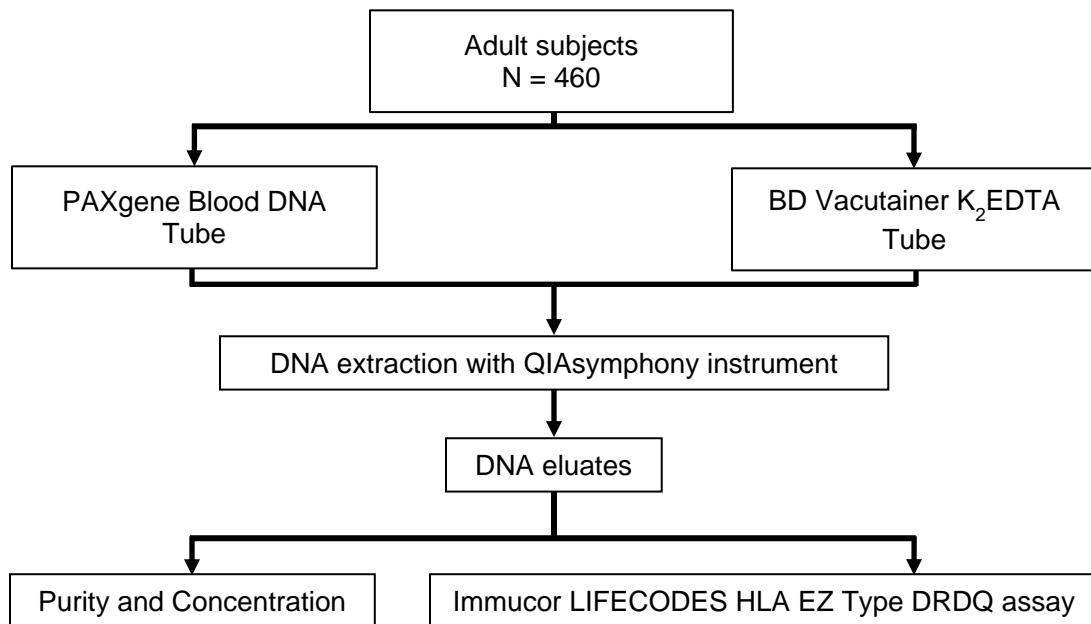 Adult subjects
N = 460
PAXgene Blood DNA
Tube
BD Vacutainer K₂EDTA
Tube
DNA extraction with QIAsymphony instrument
DNA eluates
Purity and Concentration
Immucor LIFECODES HLA EZ Type DRDQ assay